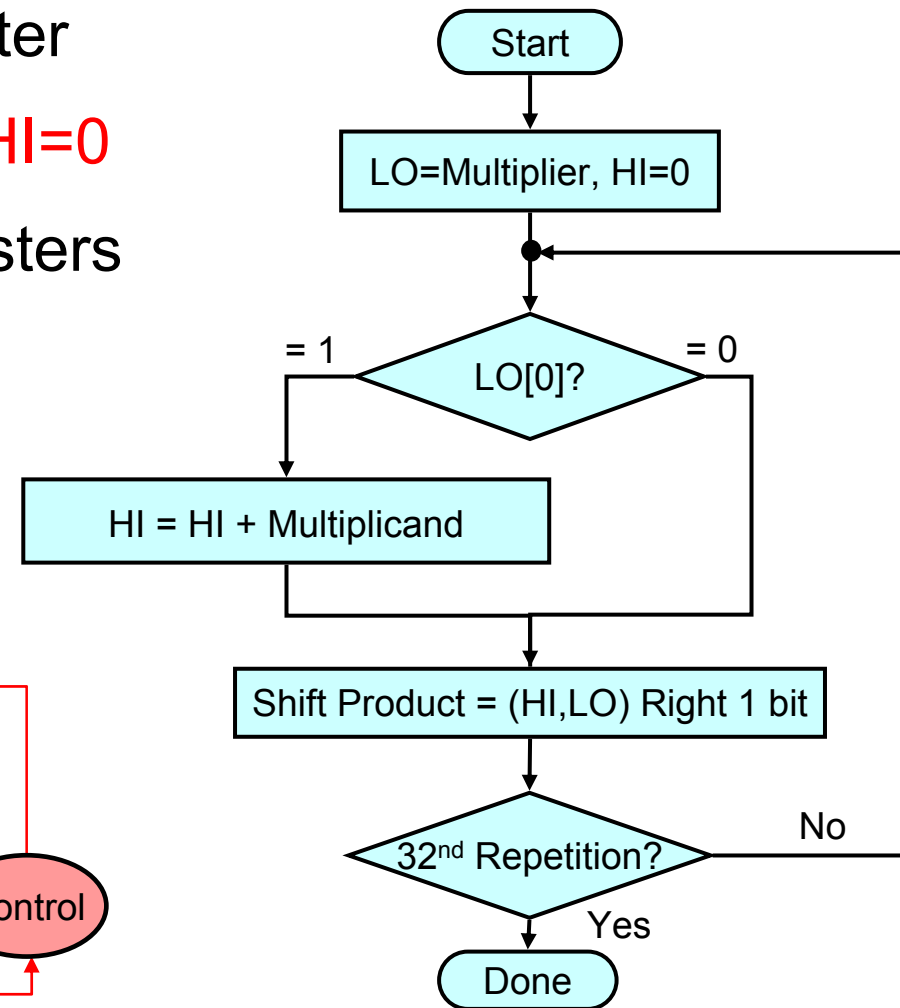 ter
HI=0
sters
Start
LO=Multiplier, HI=0
= 1
= 0
LO[0]?
HI = HI + Multiplicand
Shift Product = (HI,LO) Right 1 bit
32nd Repetition?
No
Yes
Done
ontrol